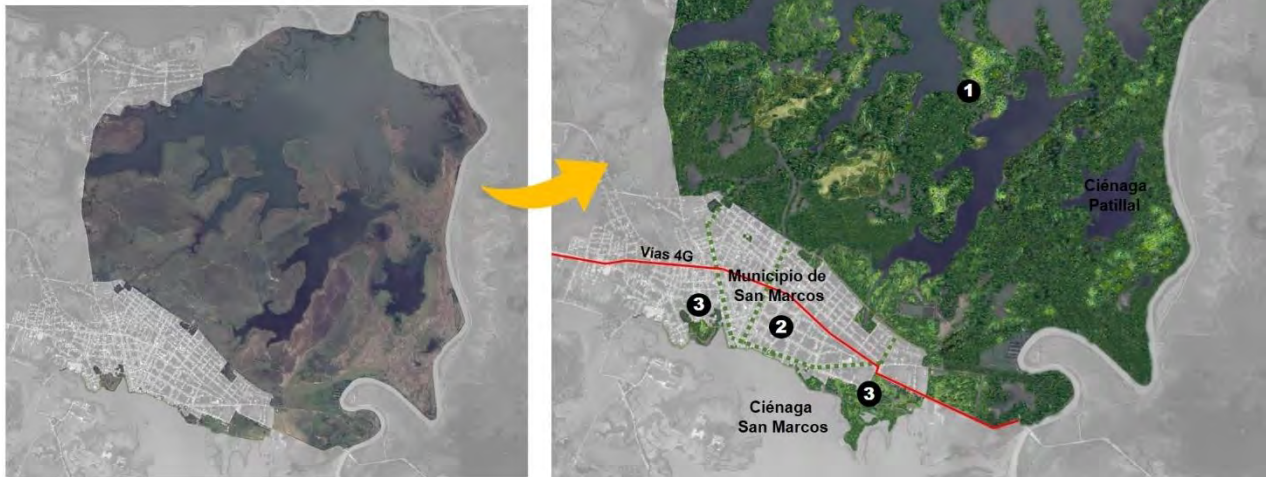 1
Ciénaga
Patillal
Vias 4G
Municipio de
San Marcos
3
2
3
Ciénaga
San Marcos